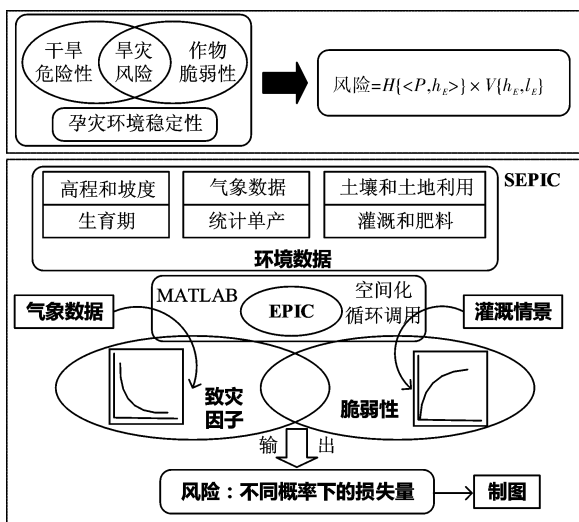 干旱
危险性
旱灾
风险
作物
脆弱性
孕灾环境稳定性
风险=H{<P,hE>}×V{hE,lE}
SEPIC
高程和坡度
气象数据
土壤和土地利用
生育期
统计单产
灌溉和肥料
环境数据
MATLAB
EPIC
空间化
循环调用
气象数据
灌溉情景
致灾
因子
脆弱性
输 出
风险：不同概率下的损失量
制图